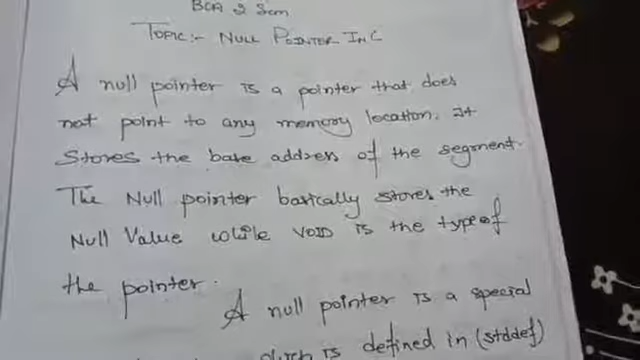 BCA 2 Sem
TOPIC:- NULL POINTER IN C
A null pointer is a pointer that does
not point to any memory location. It
stores the base address of the segment.
The Null pointer basically stores the
Null Value while VOID is the type of
the pointer.
A null pointer is a special
which is defined in (stddef)